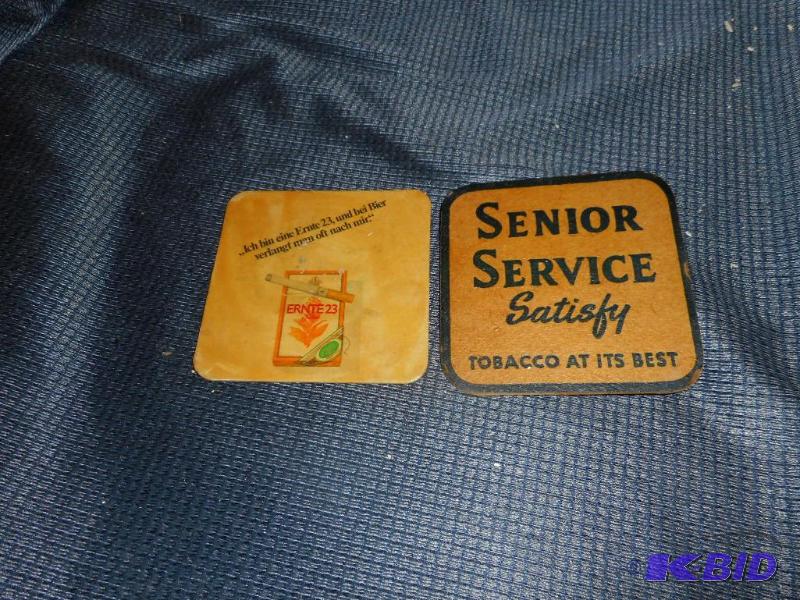 „Ich bin eine Ernte 23, und bei Bier
verlangt man oft nach mir.“
ERNTE 23
SENIOR
SERVICE
Satisfy
TOBACCO AT ITS BEST
K-BID